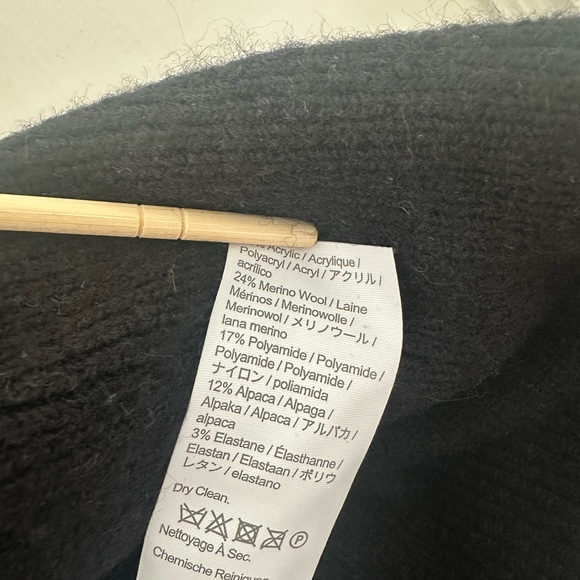 Acrylic / Acrylique /
Polyacryl / Acryl / アクリル /
acrílico
24% Merino Wool / Laine
Mérinos / Merinowolle /
Merinowol / メリノウール /
lana merino
17% Polyamide / Polyamide /
Polyamide / Polyamide /
ナイロン / poliamida
12% Alpaca / Alpaga /
Alpaka / Alpaca / アルパカ /
alpaca
3% Elastane / Élasthanne /
Elastan / Elastaan / ポリウ
レタン / elastano
Dry Clean.
P
Nettoyage À Sec.
Chemische Reinigung